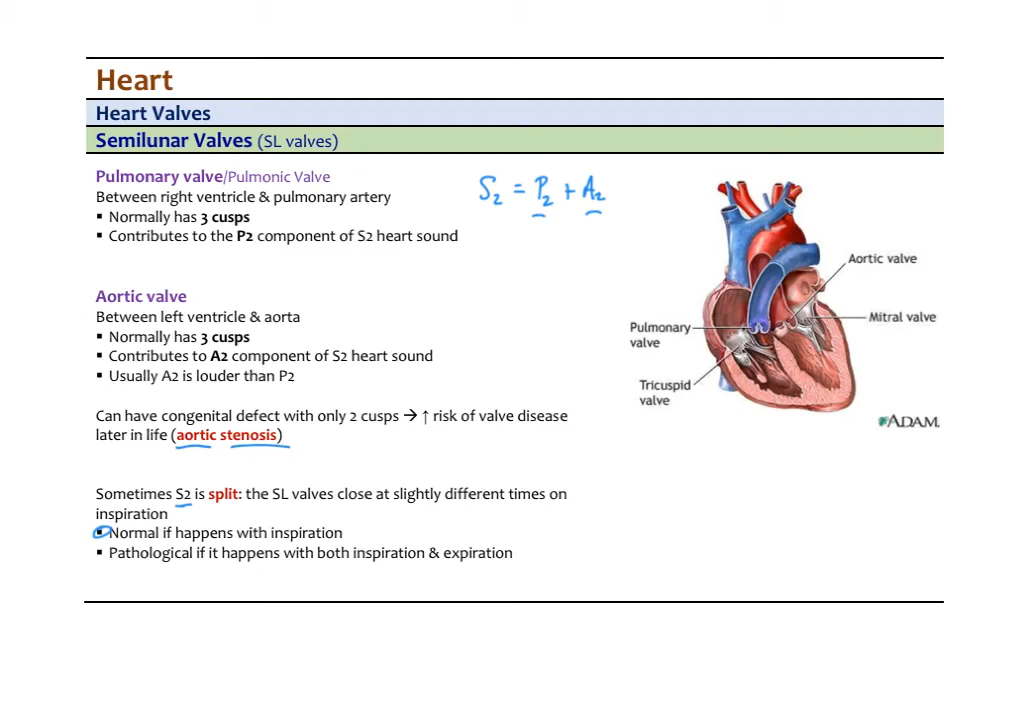 Heart
Heart Valves
Semilunar Valves (SL valves)
Pulmonary valve/Pulmonic Valve
Between right ventricle & pulmonary artery
▪ Normally has 3 cusps
▪ Contributes to the P2 component of S2 heart sound
S2 = P2 + A2
Aortic valve
Between left ventricle & aorta
▪ Normally has 3 cusps
▪ Contributes to A2 component of S2 heart sound
▪ Usually A2 is louder than P2
Can have congenital defect with only 2 cusps → ↑ risk of valve disease
later in life (aortic stenosis)
Sometimes S2 is split: the SL valves close at slightly different times on
inspiration
▪ Normal if happens with inspiration
▪ Pathological if it happens with both inspiration & expiration
Aortic valve
Mitral valve
Pulmonary
valve
Tricuspid
valve
ADAM.